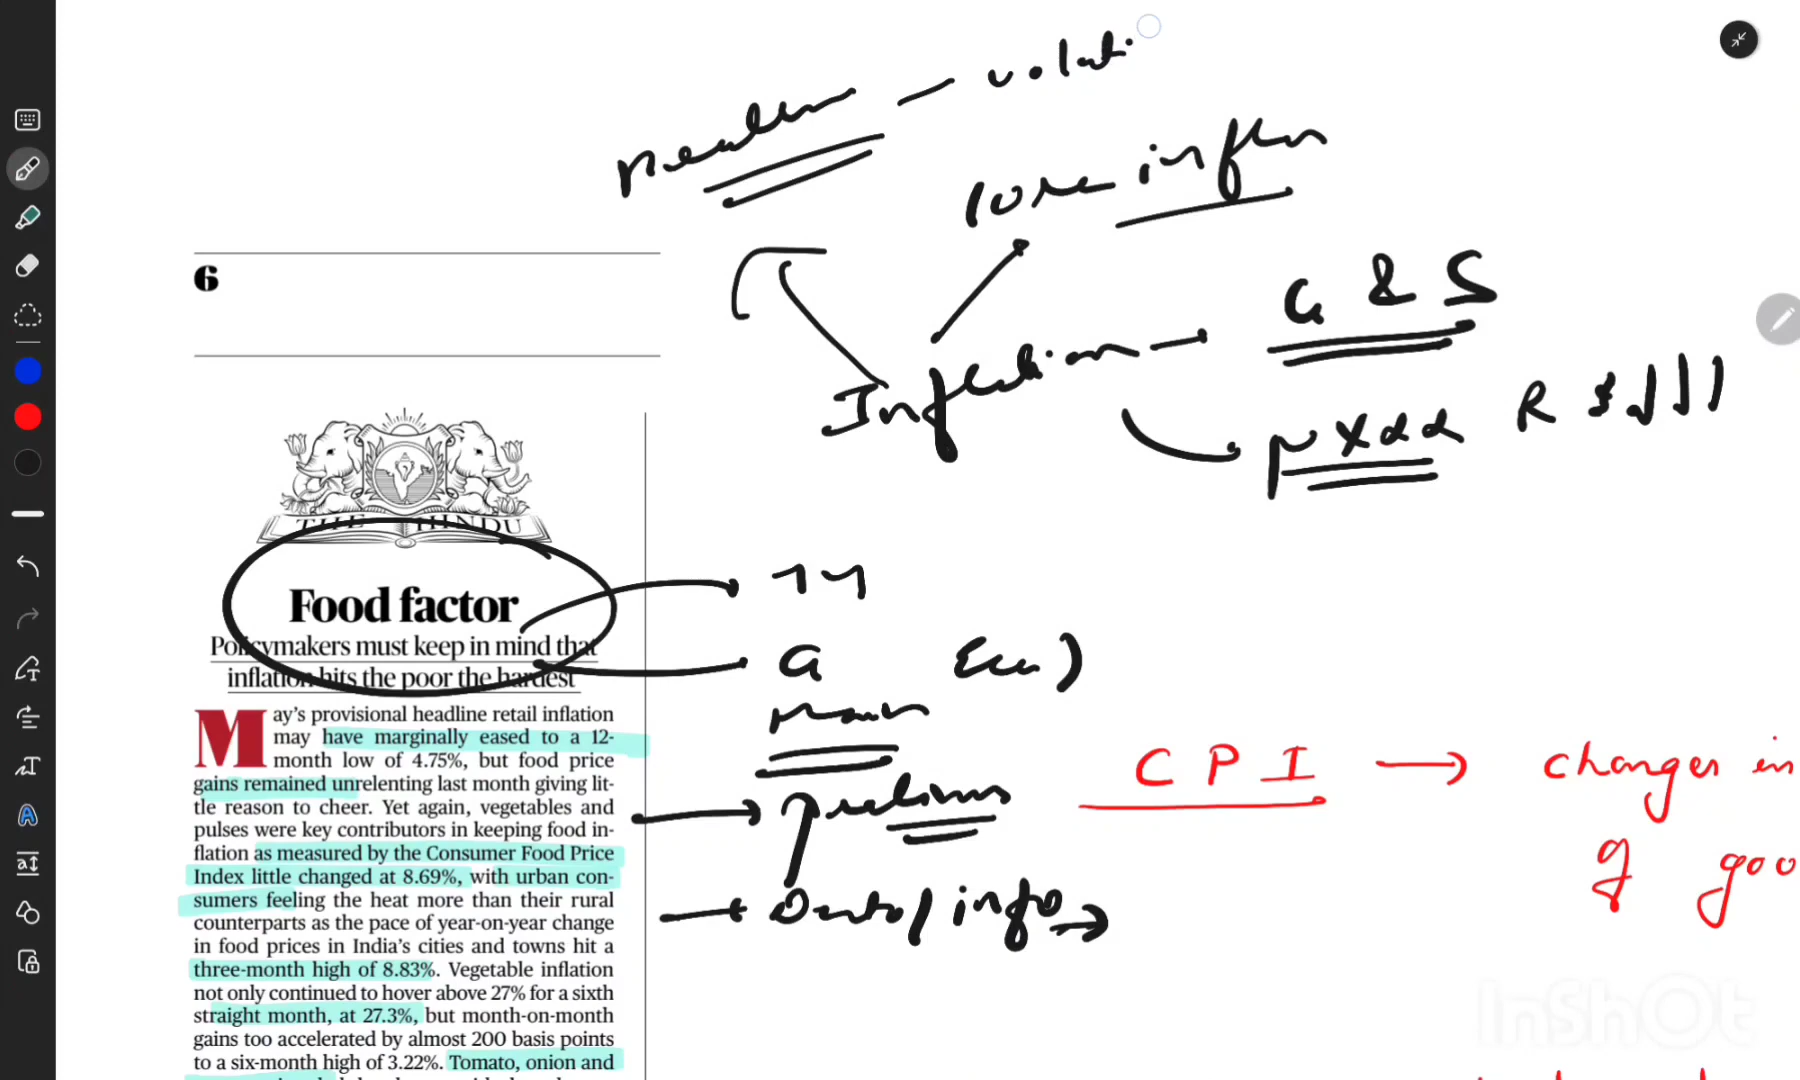 volati
core inflan
G & S
Inflation
6
THE HINDU
Food factor
Policymakers must keep in mind that
inflation hits the poor the hardest
May's provisional headline retail inflation
may have marginally eased to a 12-
month low of 4.75%, but food price
gains remained unrelenting last month giving lit-
tle reason to cheer. Yet again, vegetables and
pulses were key contributors in keeping food in-
flation as measured by the Consumer Food Price
Index little changed at 8.69%, with urban con-
sumers feeling the heat more than their rural
counterparts as the pace of year-on-year change
in food prices in India's cities and towns hit a
three-month high of 8.83%. Vegetable inflation
not only continued to hover above 27% for a sixth
straight month, at 27.3%, but month-on-month
gains too accelerated by almost 200 basis points
to a six-month high of 3.22%. Tomato, onion and
prelims
Data/info
C P I → changes in
of goo
InShOt